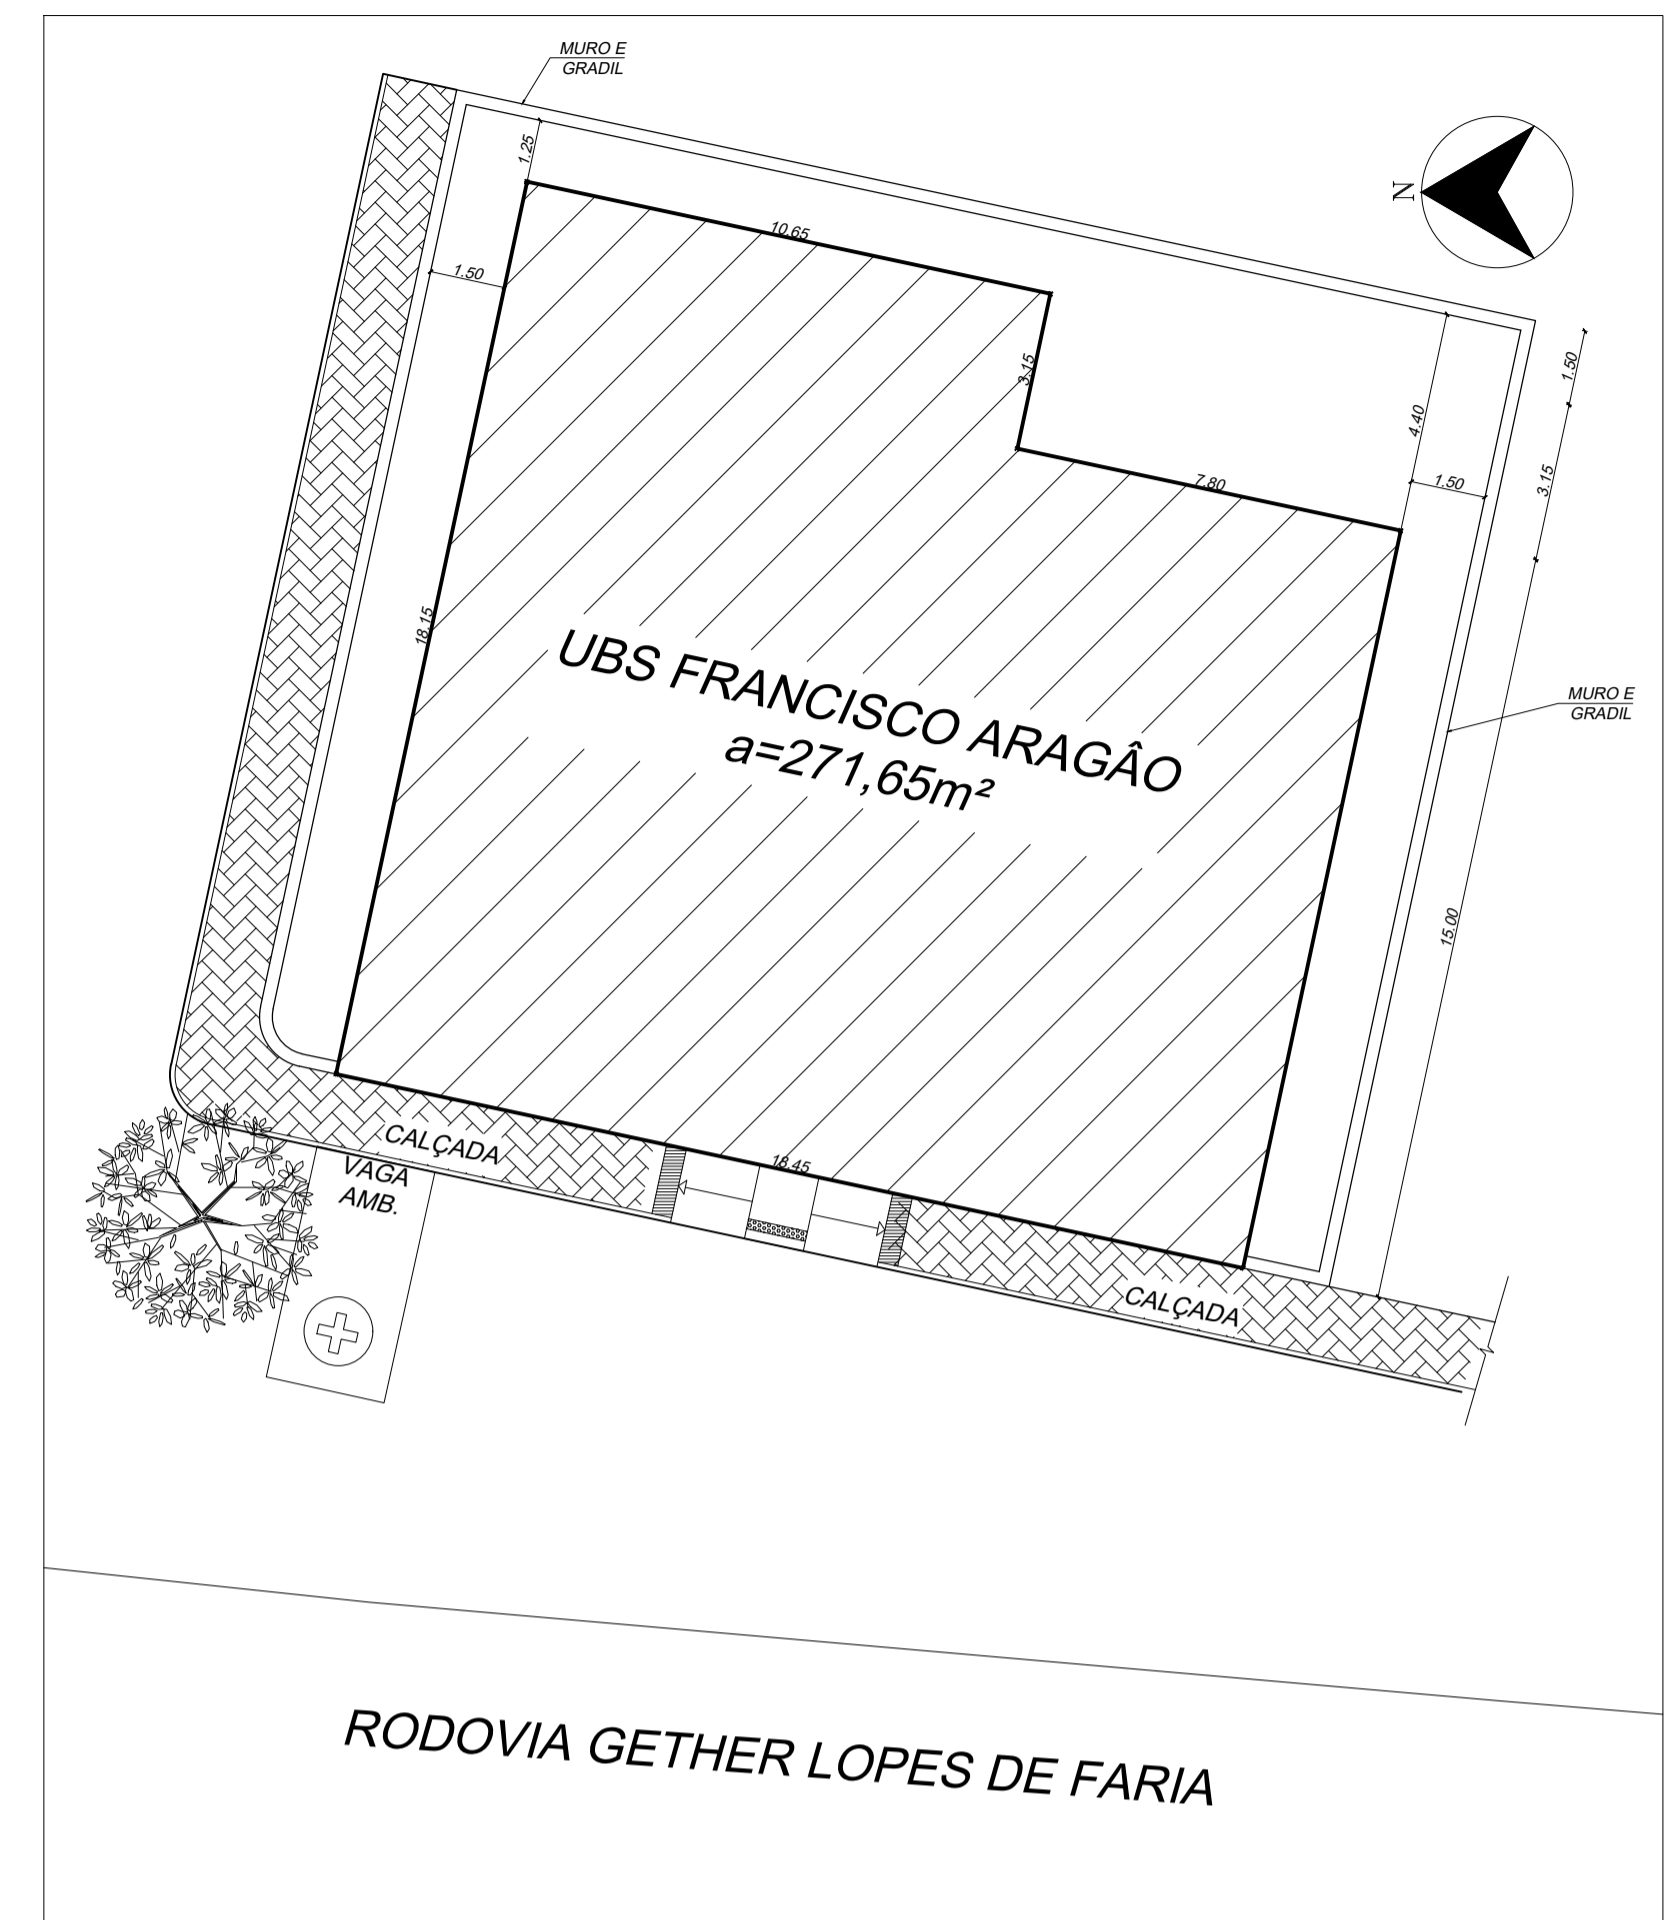 MURO E
GRADIL
1.25
N
10.65
1.50
3.15
1.50
4.40
3.15
7.80
1.50
18.15
UBS FRANCISCO ARAGÂO
a=271,65m²
MURO E
GRADIL
15.00
CALÇADA
18.45
VAGA
AMB.
CALÇADA
RODOVIA GETHER LOPES DE FARIA